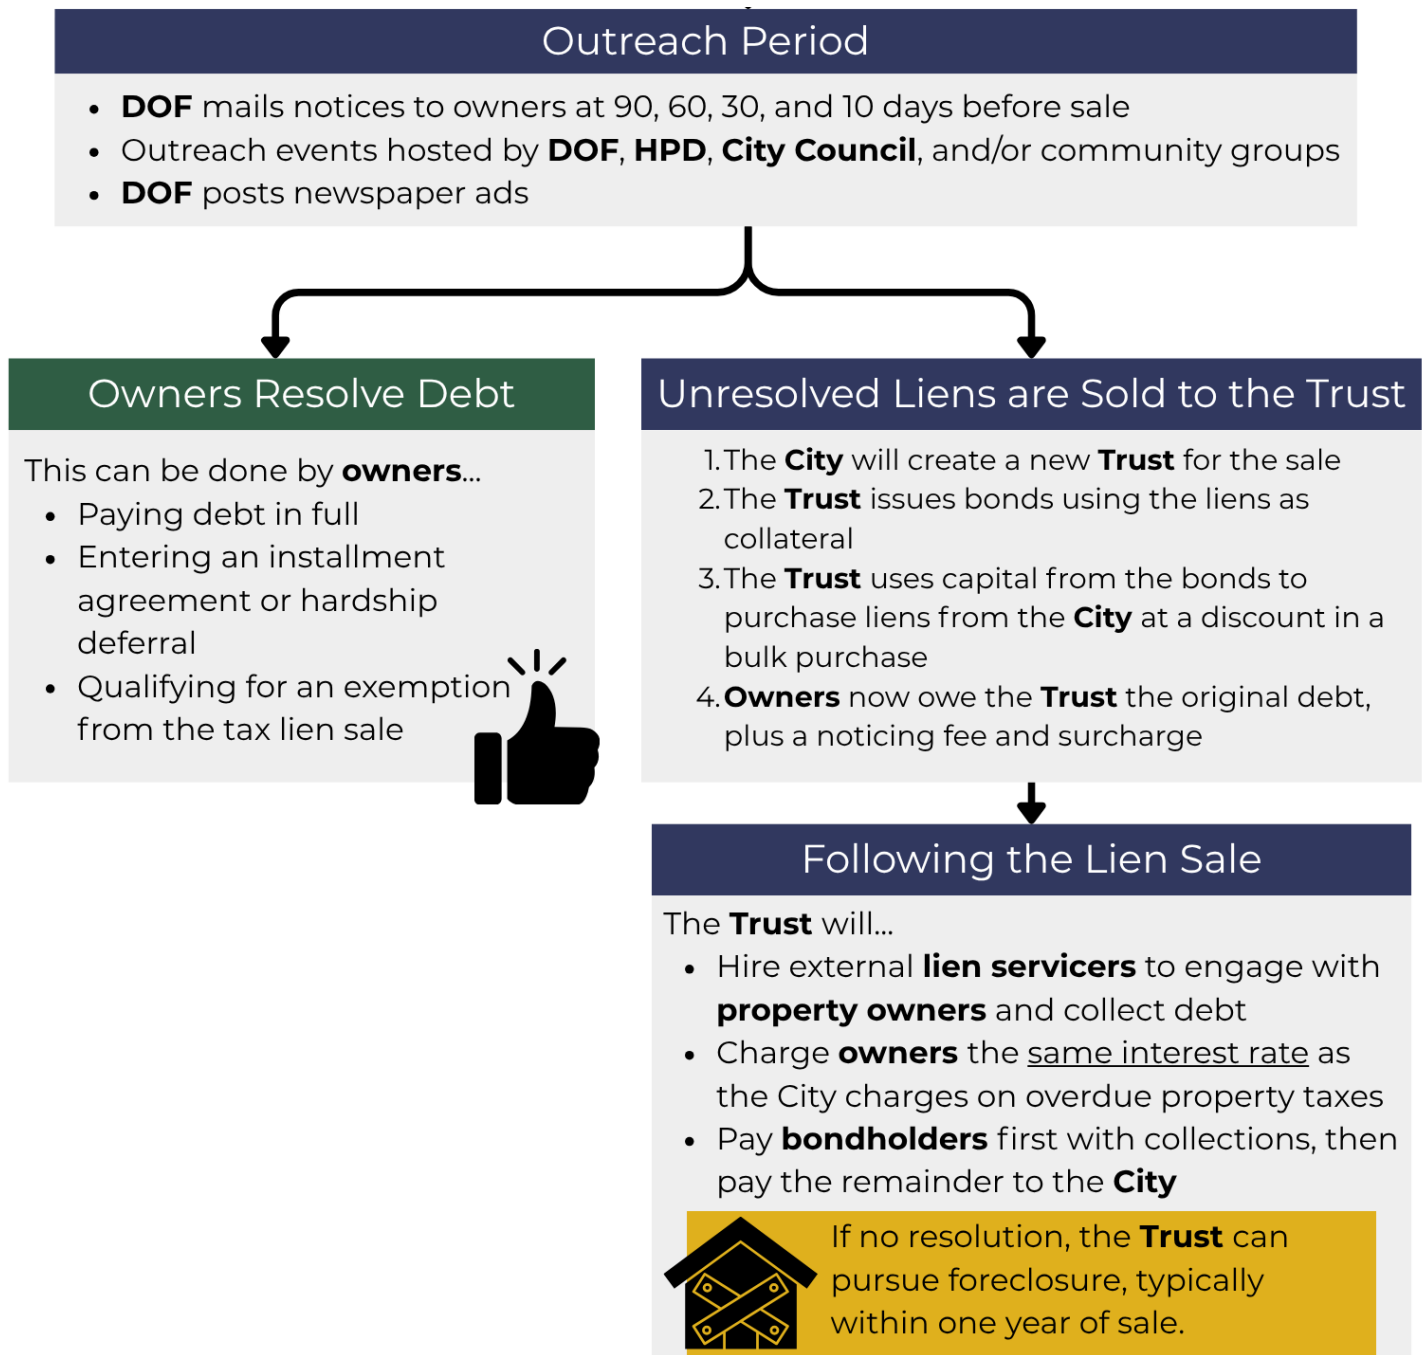 Outreach Period
• DOF mails notices to owners at 90, 60, 30, and 10 days before sale
• Outreach events hosted by DOF, HPD, City Council, and/or community groups
• DOF posts newspaper ads
Owners Resolve Debt
This can be done by owners...
• Paying debt in full
• Entering an installment
agreement or hardship
deferral
• Qualifying for an exemption
from the tax lien sale
Unresolved Liens are Sold to the Trust
1. The City will create a new Trust for the sale
2. The Trust issues bonds using the liens as
collateral
3. The Trust uses capital from the bonds to
purchase liens from the City at a discount in a
bulk purchase
4. Owners now owe the Trust the original debt,
plus a noticing fee and surcharge
Following the Lien Sale
The Trust will...
• Hire external lien servicers to engage with
property owners and collect debt
• Charge owners the same interest rate as
the City charges on overdue property taxes
• Pay bondholders first with collections, then
pay the remainder to the City
If no resolution, the Trust can
pursue foreclosure, typically
within one year of sale.